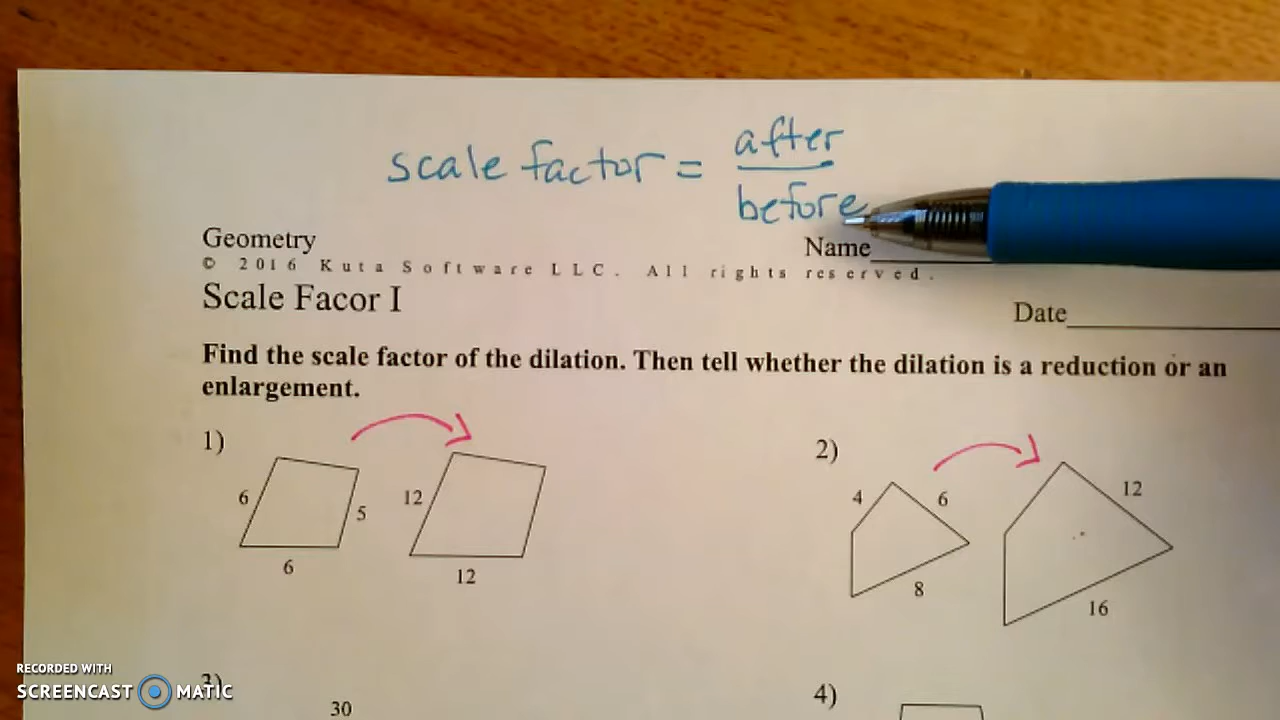 scale factor = after
before
Geometry
Name
© 2016 Kuta Software LLC. All rights reserved.
Scale Facor I
Date
Find the scale factor of the dilation. Then tell whether the dilation is a reduction or an
enlargement.
1)
6
5
6
12
12
2)
4
6
8
12
16
3)
30
4)
RECORDED WITH
SCREENCAST MATIC